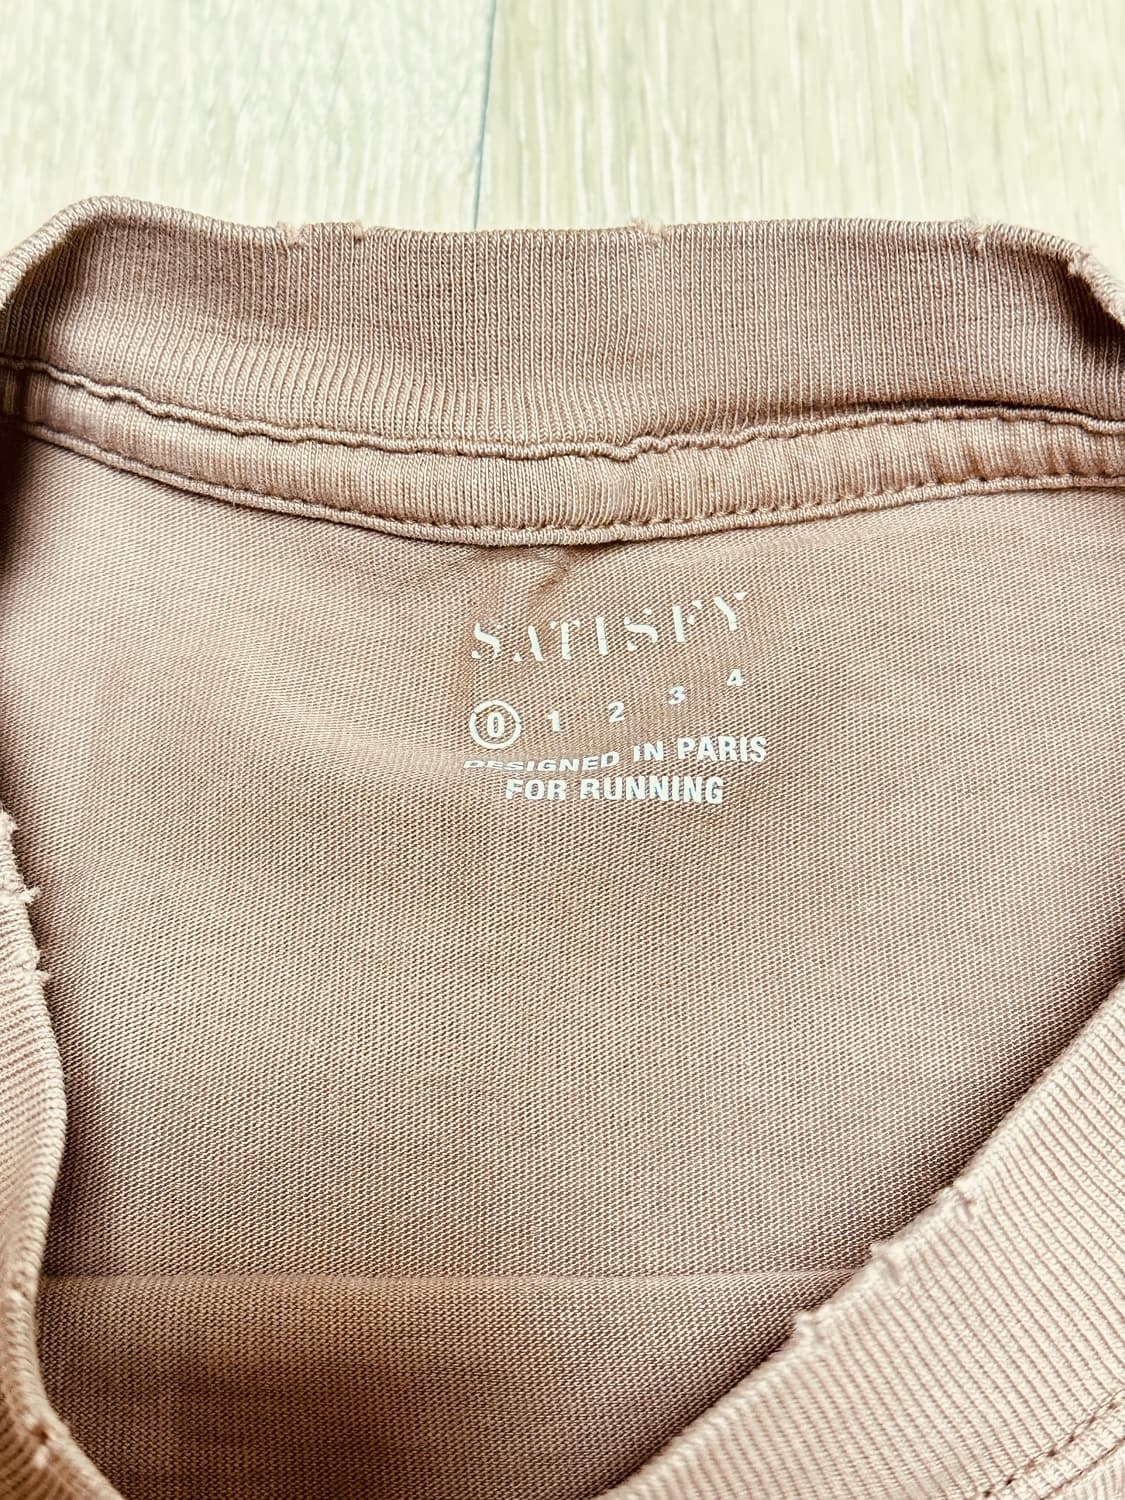 SATISFY
0 1 2 3 4
DESIGNED IN PARIS
FOR RUNNING